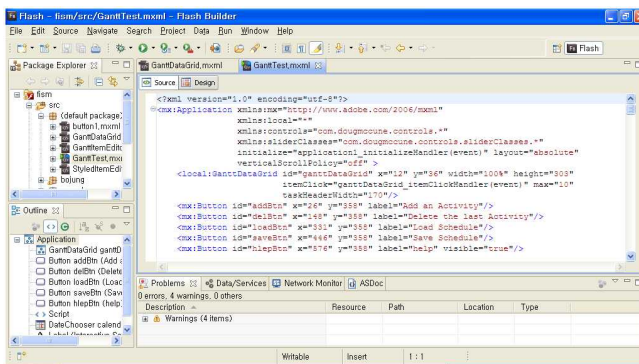 Flash - fism/src/GanttTest.mxml - Flash Builder
File Edit Source Navigate Search Project Data Run Window Help
Flash
Package Explorer
fism
src
(default package)
button1.mxml
GanttDataGrid
GanttItemEdito
GanttTest.mxm
StyledItemEdi
bojung
Outline
Application
GanttDataGrid ganttD
Button addBtn (Add a
Button delBtn (Delete
Button loadBtn (Load
Button saveBtn (Save
Button hlepBtn (help)
Script
DateChooser calend
GanttDataGrid.mxml GanttTest.mxml
Source Design
<?xml version="1.0" encoding="utf-8"?>
<mx:Application xmlns:mx="http://www.adobe.com/2006/mxml"
xmlns:local="*"
xmlns:controls="com.dougmccune.controls.*"
xmlns:sliderClasses="com.dougmccune.controls.sliderClasses.*"
initialize="application1_initializeHandler(event)" layout="absolute"
verticalScrollPolicy="off" >
<local:GanttDataGrid id="ganttDataGrid" x="12" y="36" width="100%" height="303"
itemClick="ganttDataGrid_itemClickHandler(event)" max="10"
taskHeaderWidth="170"/>
<mx:Button id="addBtn" x="26" y="358" label="Add an Activity"/>
<mx:Button id="delBtn" x="148" y="358" label="Delete the last Activity"/>
<mx:Button id="loadBtn" x="331" y="358" label="Load Schedule"/>
<mx:Button id="saveBtn" x="446" y="358" label="Save Schedule"/>
<mx:Button id="hlepBtn" x="576" y="358" label="help" visible="true"/>
Problems Data/Services Network Monitor ASDoc
0 errors, 4 warnings, 0 others
Description Resource Path Location Type
Warnings (4 items)
Writable Insert 1 : 1